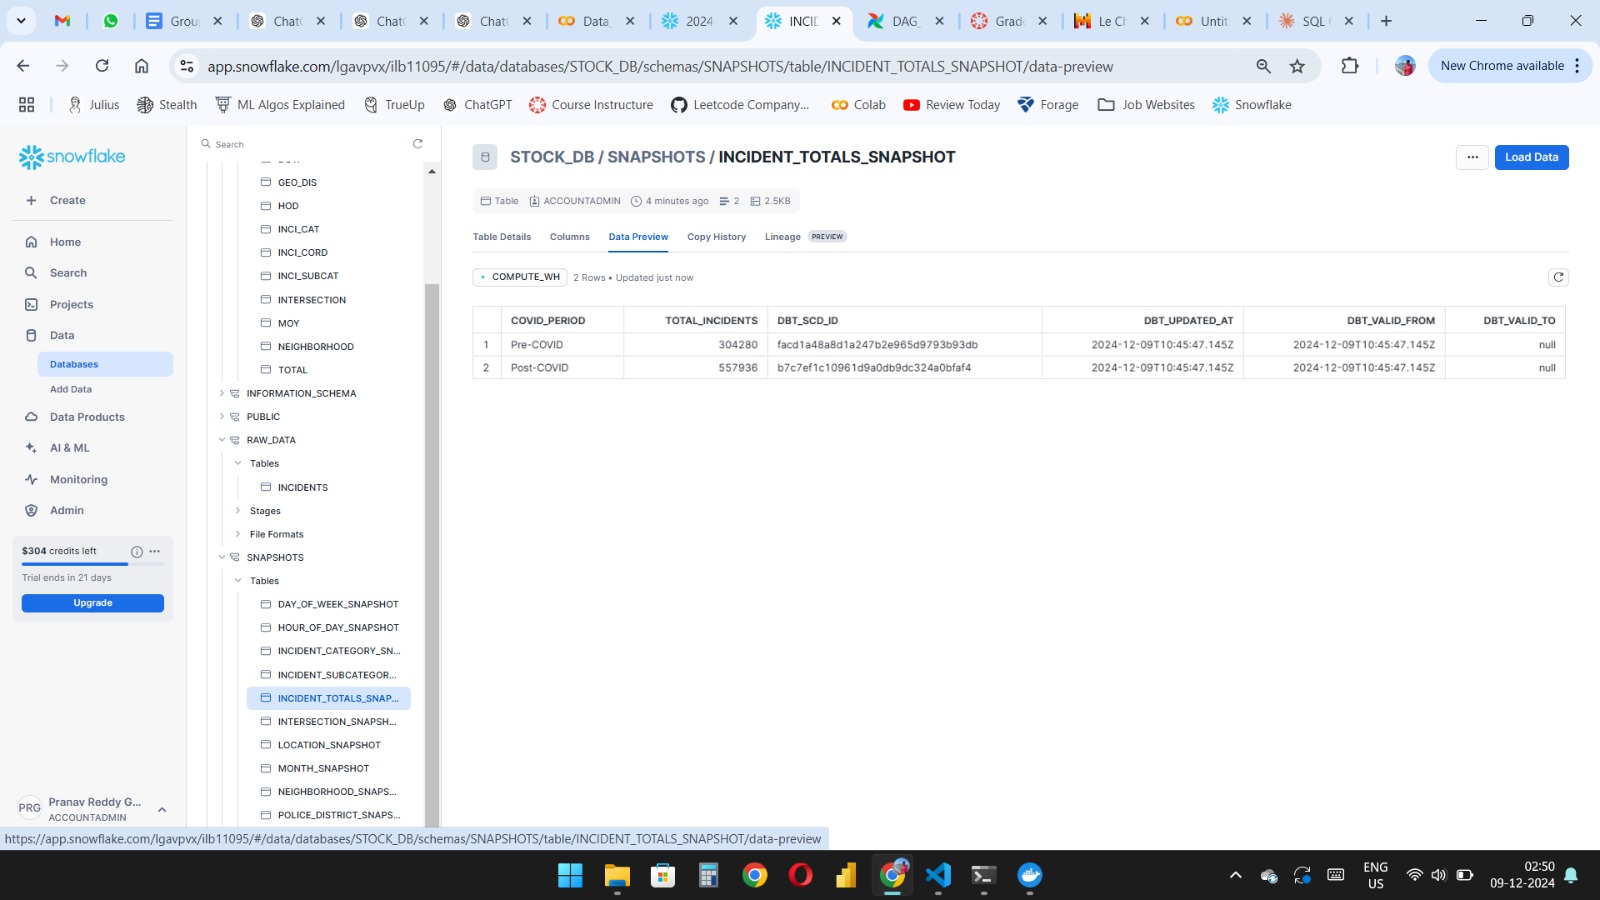 Grou
ChatG
ChatG
ChatG
Data_
2024-
INCID
DAG_
Grade
Le Ch
Untit
SQL
app.snowflake.com/lgavpvx/ilb11095/#/data/databases/STOCK_DB/schemas/SNAPSHOTS/table/INCIDENT_TOTALS_SNAPSHOT/data-preview
New Chrome available
Julius
Stealth
ML Algos Explained
TrueUp
ChatGPT
Course Instructure
Leetcode Company...
Colab
Review Today
Forage
Job Websites
Snowflake
snowflake
Create
Home
Search
Projects
Data
Databases
Add Data
Data Products
AI & ML
Monitoring
Admin
$304 credits left
Trial ends in 21 days
Upgrade
PRG
Pranav Reddy G...
ACCOUNTADMIN
Search
GEO_DIS
HOD
INCI_CAT
INCI_CORD
INCI_SUBCAT
INTERSECTION
MOY
NEIGHBORHOOD
TOTAL
INFORMATION_SCHEMA
PUBLIC
RAW_DATA
Tables
INCIDENTS
Stages
File Formats
SNAPSHOTS
Tables
DAY_OF_WEEK_SNAPSHOT
HOUR_OF_DAY_SNAPSHOT
INCIDENT_CATEGORY_SN...
INCIDENT_SUBCATEGOR...
INCIDENT_TOTALS_SNAP...
INTERSECTION_SNAPSH...
LOCATION_SNAPSHOT
MONTH_SNAPSHOT
NEIGHBORHOOD_SNAPS...
POLICE_DISTRICT_SNAPS...
STOCK_DB / SNAPSHOTS / INCIDENT_TOTALS_SNAPSHOT
...
Load Data
Table ACCOUNTADMIN 4 minutes ago 2 2.5KB
Table Details Columns Data Preview Copy History Lineage PREVIEW
COMPUTE_WH 2 Rows • Updated just now
COVID_PERIOD TOTAL_INCIDENTS DBT_SCD_ID DBT_UPDATED_AT DBT_VALID_FROM DBT_VALID_TO
1 Pre-COVID 304280 facd1a48a8d1a247b2e965d9793b93db 2024-12-09T10:45:47.145Z 2024-12-09T10:45:47.145Z null
2 Post-COVID 557936 b7c7ef1c10961d9a0db9dc324a0bfaf4 2024-12-09T10:45:47.145Z 2024-12-09T10:45:47.145Z null
https://app.snowflake.com/lgavpvx/ilb11095/#/data/databases/STOCK_DB/schemas/SNAPSHOTS/table/INCIDENT_TOTALS_SNAPSHOT/data-preview
ENG
US
02:50
09-12-2024